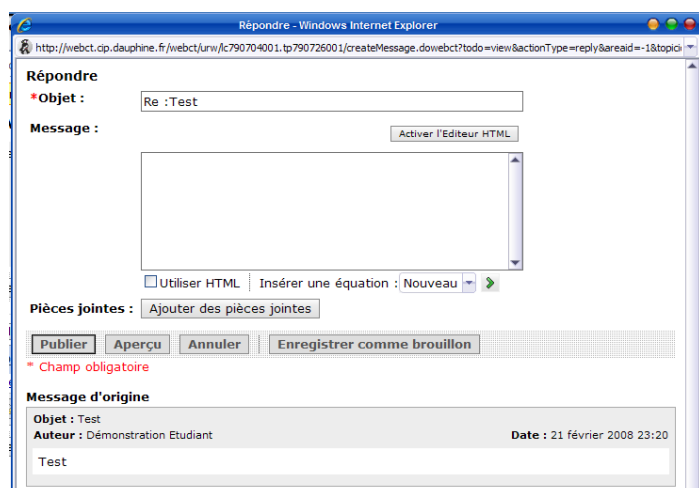 Répondre - Windows Internet Explorer
http://webct.cip.dauphine.fr/webct/urw/lc790704001.tp790726001/createMessage.dowebct?todo=view&actionType=reply&areaid=-1&topici
Répondre
*Objet : Re :Test
Message : Activer l'Editeur HTML
Utiliser HTML Insérer une équation : Nouveau
Pièces jointes : Ajouter des pièces jointes
Publier Aperçu Annuler Enregistrer comme brouillon
* Champ obligatoire
Message d'origine
Objet : Test
Auteur : Démonstration Etudiant Date : 21 février 2008 23:20
Test